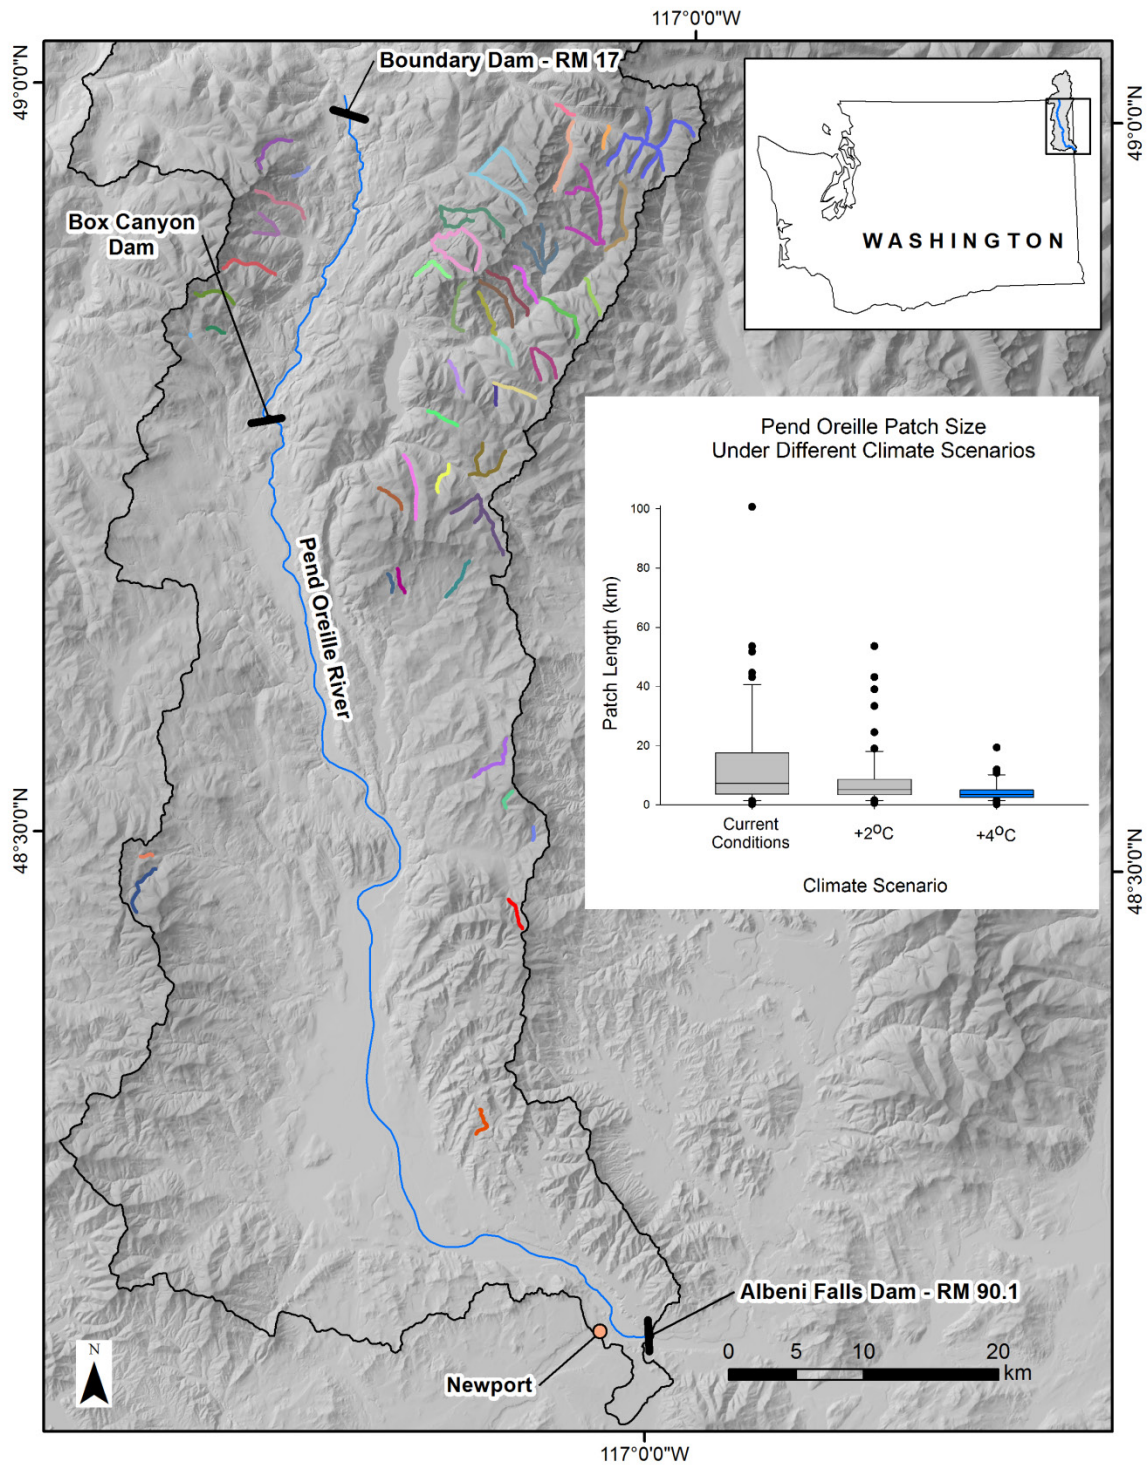 117°0'0"W
49°0'0"N
49°0'0"N
Boundary Dam - RM 17
WASHINGTON
Box Canyon
Dam
Pend Oreille Patch Size
Under Different Climate Scenarios
100
80
60
40
20
0
Patch Length (km)
Current
Conditions
+2°C
+4°C
Climate Scenario
Pend Oreille River
48°30'0"N
48°30'0"N
Albeni Falls Dam - RM 90.1
Newport
N
0 5 10 20
km
117°0'0"W